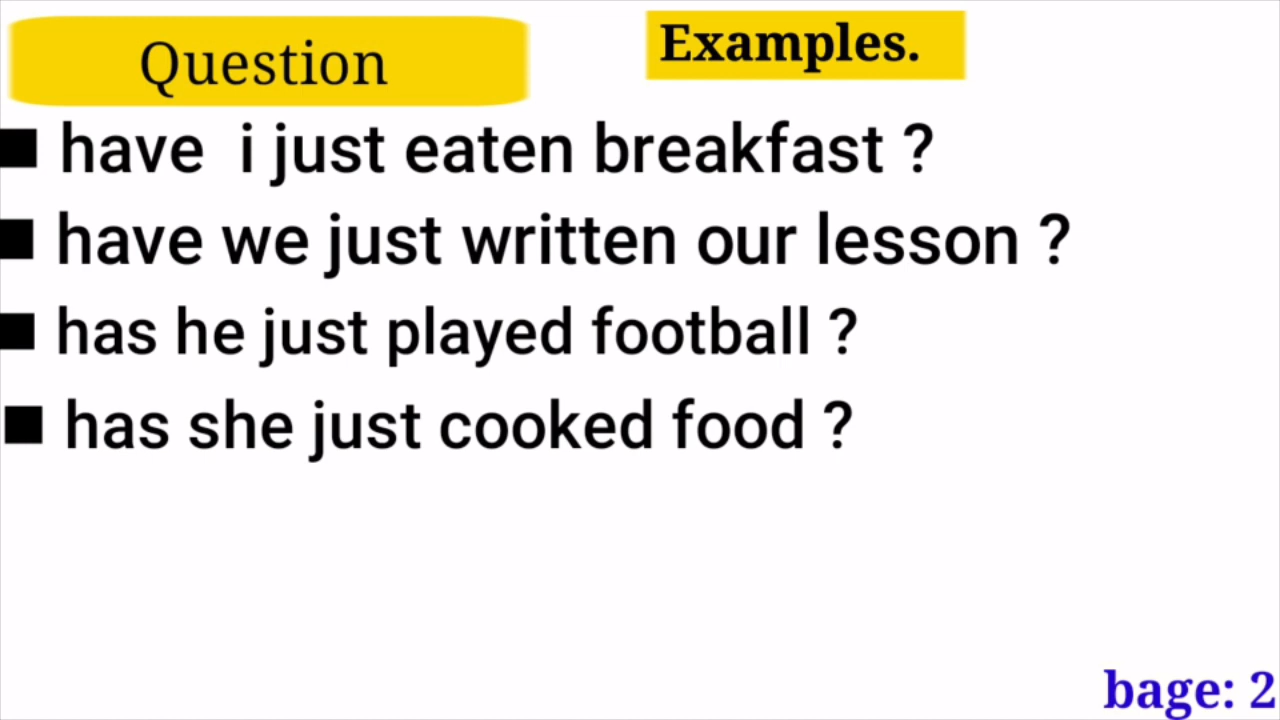 Question
Examples.
have i just eaten breakfast ?
have we just written our lesson ?
has he just played football ?
has she just cooked food ?
bage: 2